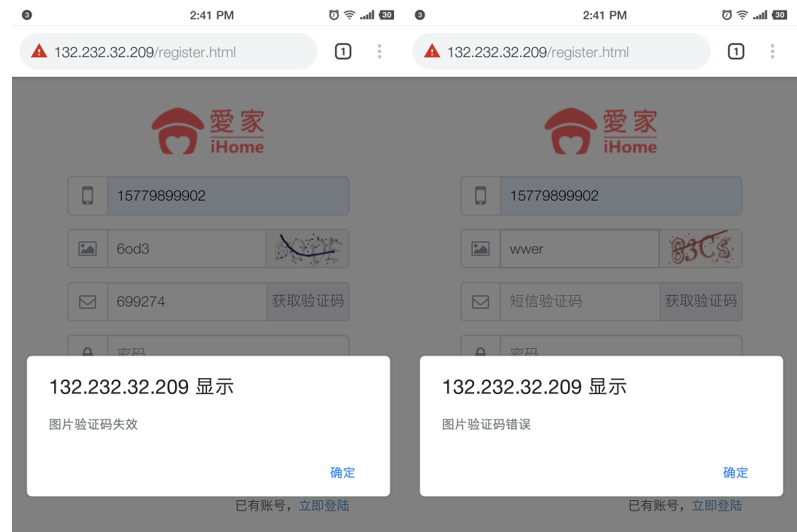 3 2:41 PM 30
132.232.32.209/register.html 1
愛家
iHome
15779899902
6od3
699274 获取验证码
密码
132.232.32.209 显示
图片验证码失效
确定
已有账号，立即登陆
3 2:41 PM 30
132.232.32.209/register.html 1
愛家
iHome
15779899902
wwer 83Cs
短信验证码 获取验证码
密码
132.232.32.209 显示
图片验证码错误
确定
已有账号，立即登陆